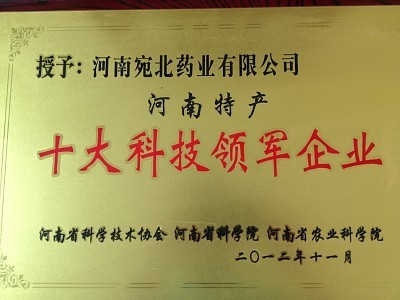 授予：河南宛北药业有限公司
河南特产
十大科技领军企业
河南省科学技术协会 河南省科学院 河南省农业科学院
二〇一二年十一月